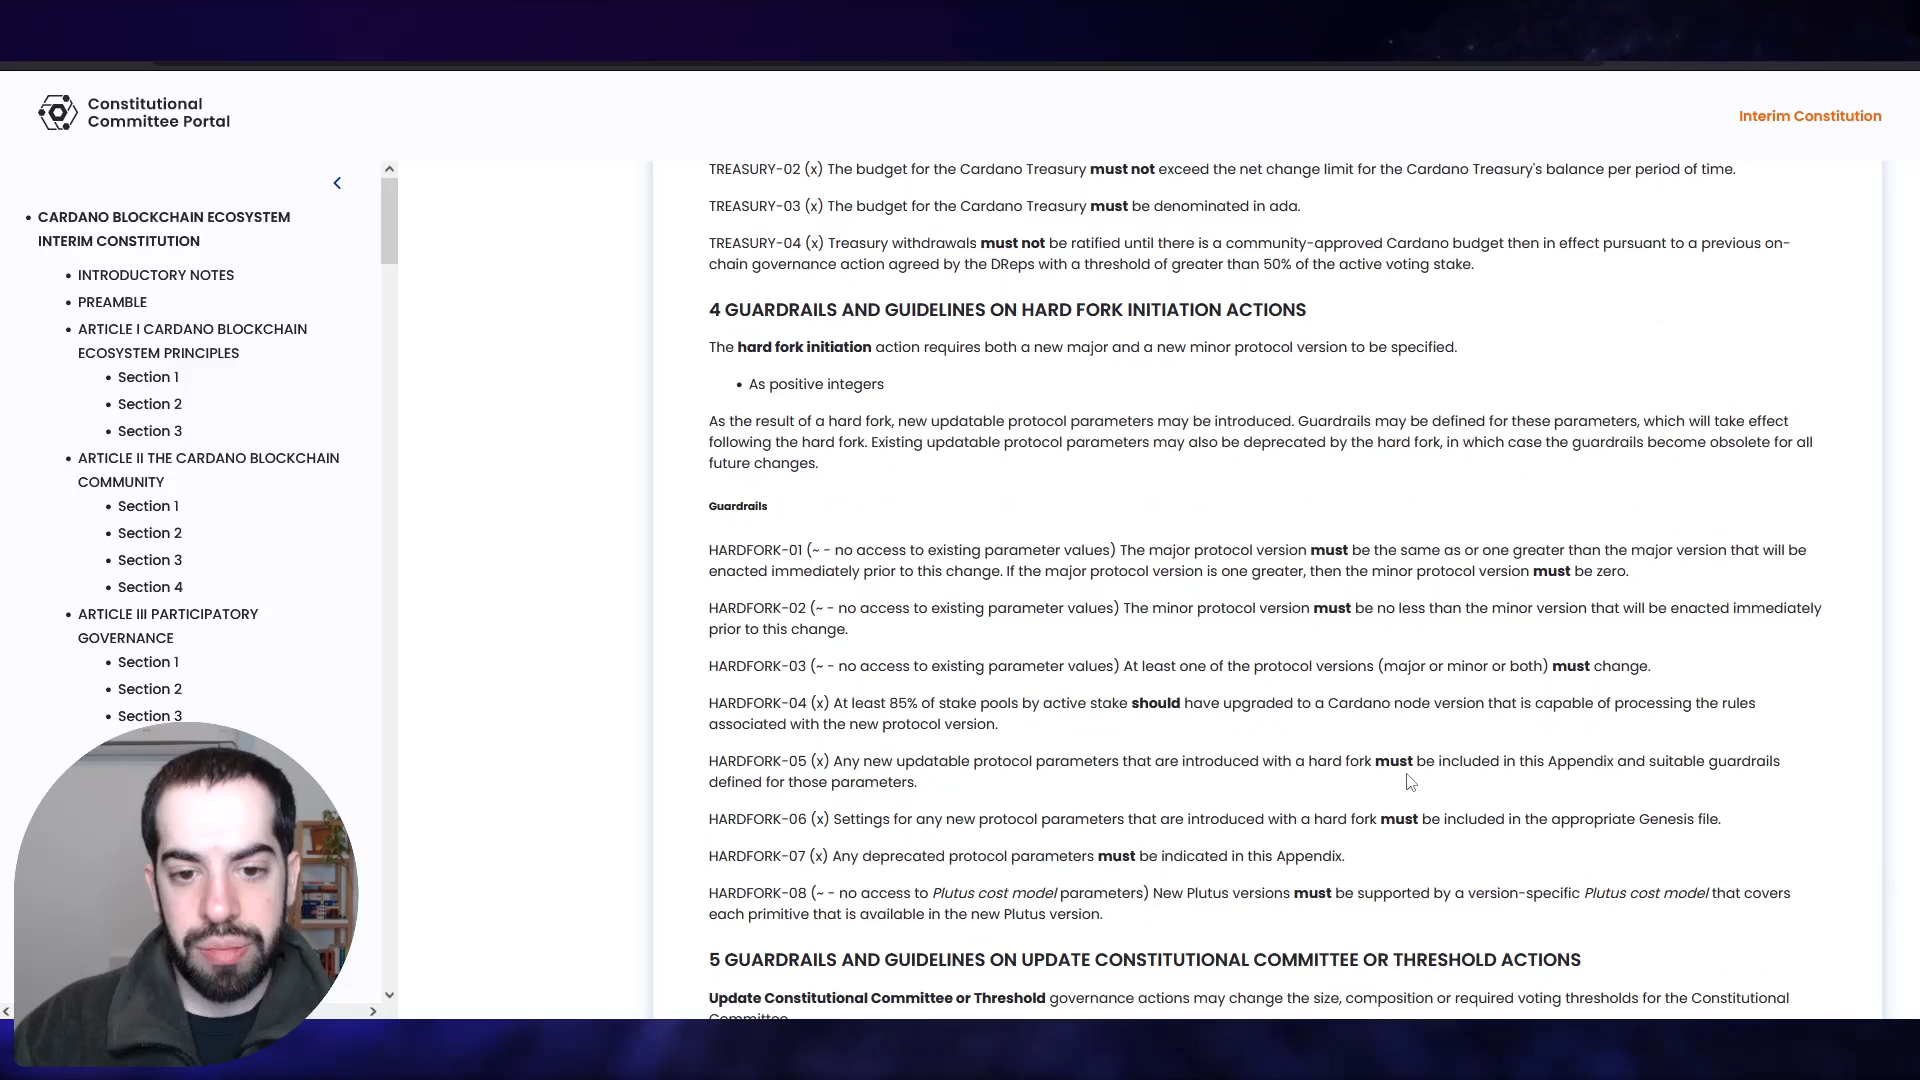 Constitutional
Committee Portal
Interim Constitution
CARDANO BLOCKCHAIN ECOSYSTEM
INTERIM CONSTITUTION
INTRODUCTORY NOTES
PREAMBLE
ARTICLE I CARDANO BLOCKCHAIN
ECOSYSTEM PRINCIPLES
Section 1
Section 2
Section 3
ARTICLE II THE CARDANO BLOCKCHAIN
COMMUNITY
Section 1
Section 2
Section 3
Section 4
ARTICLE III PARTICIPATORY
GOVERNANCE
Section 1
Section 2
Section 3
TREASURY-02 (x) The budget for the Cardano Treasury must not exceed the net change limit for the Cardano Treasury's balance per period of time.
TREASURY-03 (x) The budget for the Cardano Treasury must be denominated in ada.
TREASURY-04 (x) Treasury withdrawals must not be ratified until there is a community-approved Cardano budget then in effect pursuant to a previous on-
chain governance action agreed by the DReps with a threshold of greater than 50% of the active voting stake.
4 GUARDRAILS AND GUIDELINES ON HARD FORK INITIATION ACTIONS
The hard fork initiation action requires both a new major and a new minor protocol version to be specified.
• As positive integers
As the result of a hard fork, new updatable protocol parameters may be introduced. Guardrails may be defined for these parameters, which will take effect
following the hard fork. Existing updatable protocol parameters may also be deprecated by the hard fork, in which case the guardrails become obsolete for all
future changes.
Guardrails
HARDFORK-01 (~ - no access to existing parameter values) The major protocol version must be the same as or one greater than the major version that will be
enacted immediately prior to this change. If the major protocol version is one greater, then the minor protocol version must be zero.
HARDFORK-02 (~ - no access to existing parameter values) The minor protocol version must be no less than the minor version that will be enacted immediately
prior to this change.
HARDFORK-03 (~ - no access to existing parameter values) At least one of the protocol versions (major or minor or both) must change.
HARDFORK-04 (x) At least 85% of stake pools by active stake should have upgraded to a Cardano node version that is capable of processing the rules
associated with the new protocol version.
HARDFORK-05 (x) Any new updatable protocol parameters that are introduced with a hard fork must be included in this Appendix and suitable guardrails
defined for those parameters.
HARDFORK-06 (x) Settings for any new protocol parameters that are introduced with a hard fork must be included in the appropriate Genesis file.
HARDFORK-07 (x) Any deprecated protocol parameters must be indicated in this Appendix.
HARDFORK-08 (~ - no access to Plutus cost model parameters) New Plutus versions must be supported by a version-specific Plutus cost model that covers
each primitive that is available in the new Plutus version.
5 GUARDRAILS AND GUIDELINES ON UPDATE CONSTITUTIONAL COMMITTEE OR THRESHOLD ACTIONS
Update Constitutional Committee or Threshold governance actions may change the size, composition or required voting thresholds for the Constitutional
Committee.